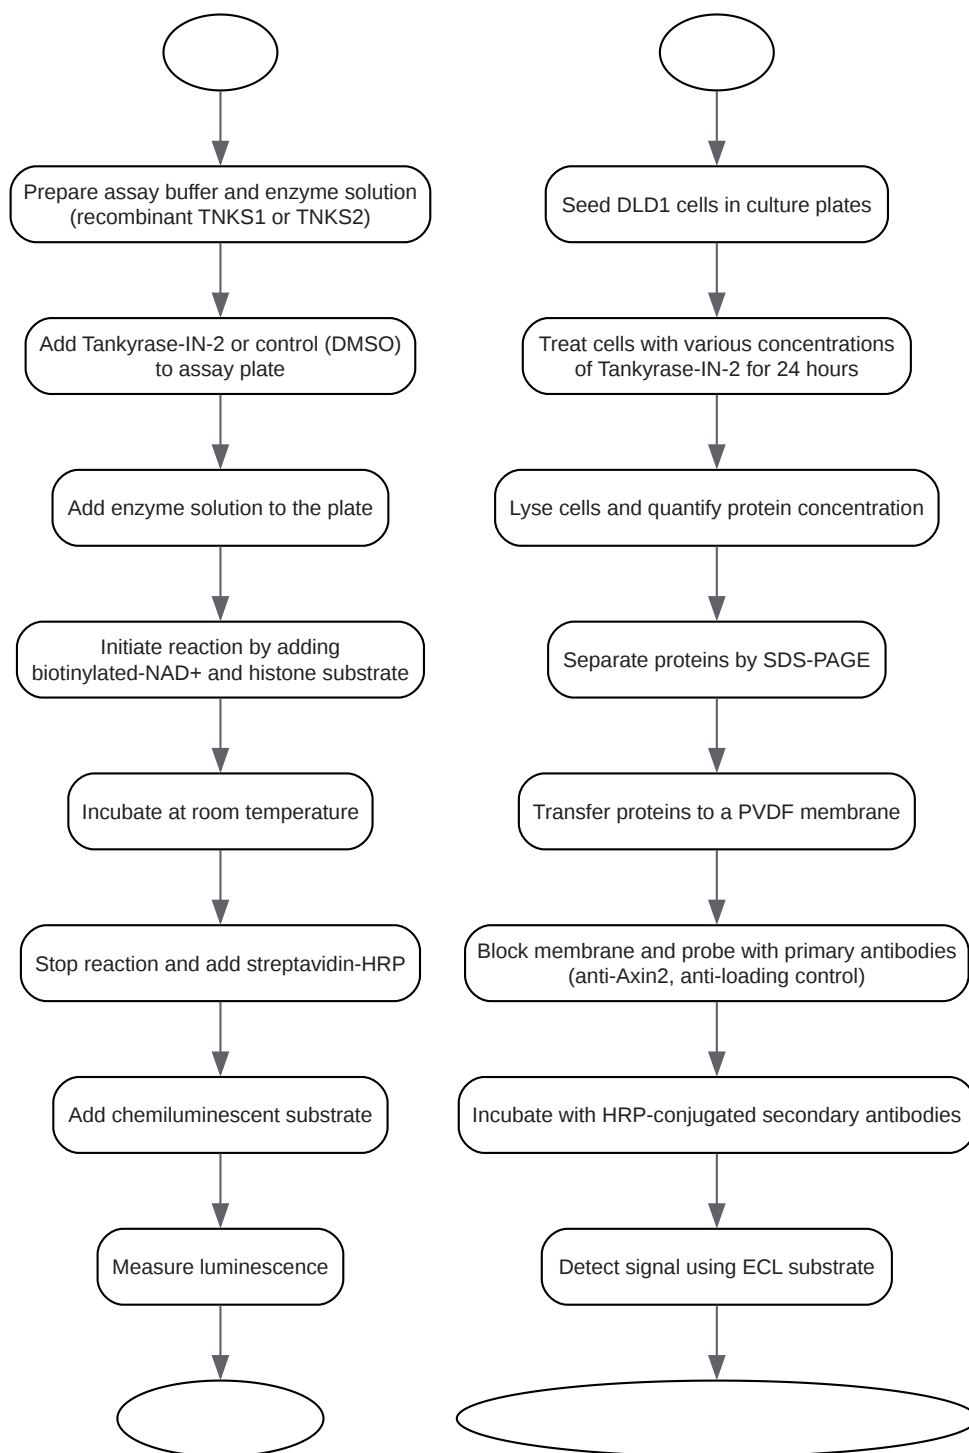 Prepare assay buffer and enzyme solution
(recombinant TNKS1 or TNKS2)
Add Tankyrase-IN-2 or control (DMSO)
to assay plate
Add enzyme solution to the plate
Initiate reaction by adding
biotinylated-NAD+ and histone substrate
Incubate at room temperature
Stop reaction and add streptavidin-HRP
Add chemiluminescent substrate
Measure luminescence
Seed DLD1 cells in culture plates
Treat cells with various concentrations
of Tankyrase-IN-2 for 24 hours
Lyse cells and quantify protein concentration
Separate proteins by SDS-PAGE
Transfer proteins to a PVDF membrane
Block membrane and probe with primary antibodies
(anti-Axin2, anti-loading control)
Incubate with HRP-conjugated secondary antibodies
Detect signal using ECL substrate